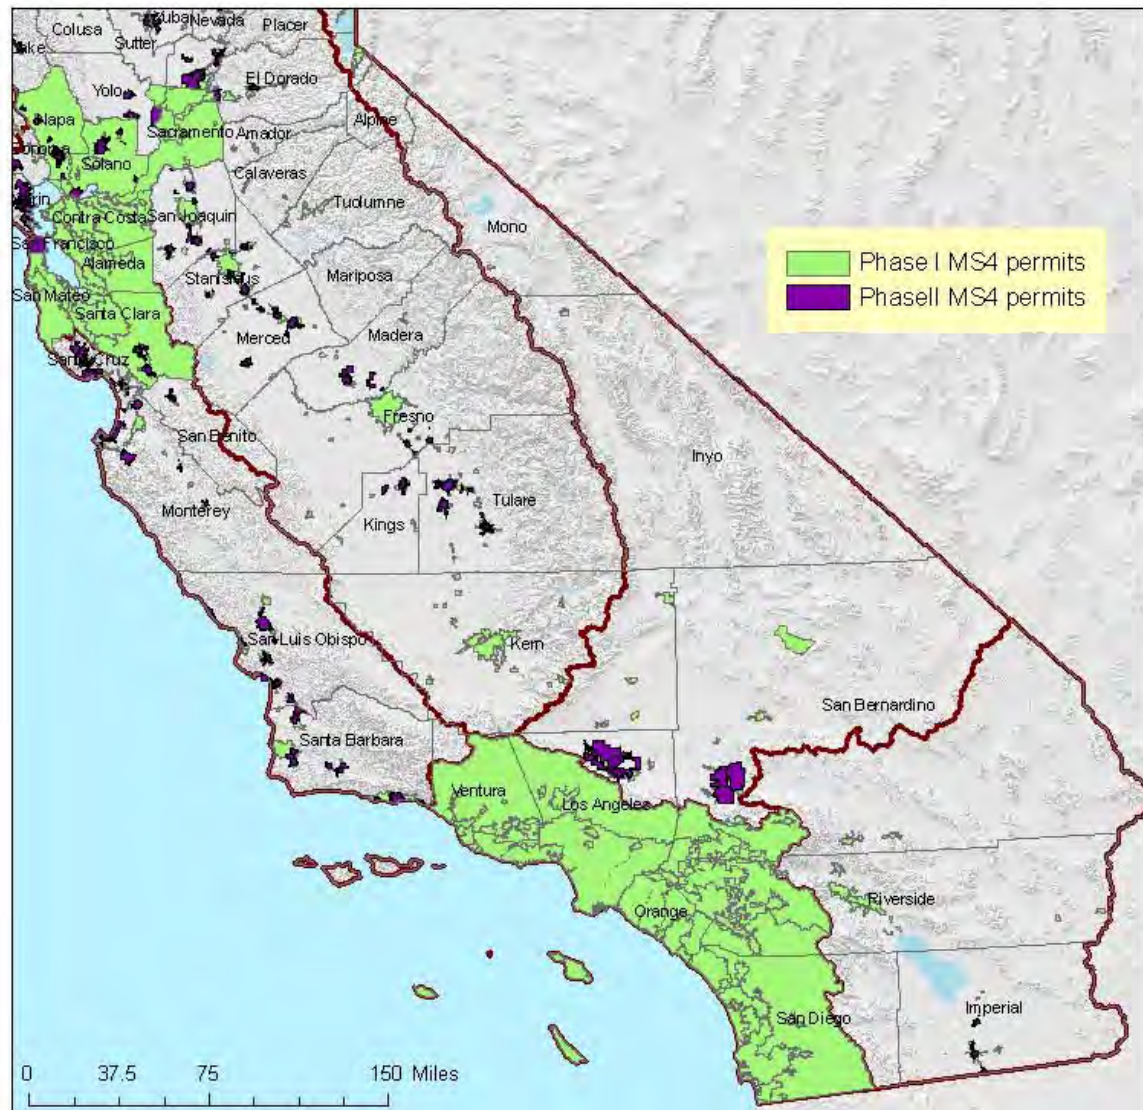 Yuba
Nevada
Colusa
Placer
Sutter
Lake
El Dorado
Yolo
Napa
Sacramento
Amador
Alpine
Solano
Calaveras
Tuolumne
Contra Costa
San Joaquin
Mono
San Francisco
Alameda
Stanislaus
Mariposa
San Mateo
Santa Clara
Merced
Madera
Santa Cruz
Fresno
San Benito
Inyo
Monterey
Tulare
Kings
San Luis Obispo
Kern
San Bernardino
Santa Barbara
Ventura
Los Angeles
Orange
Riverside
San Diego
Imperial
Phase I MS4 permits
PhaseII MS4 permits
0 37.5 75 150 Miles